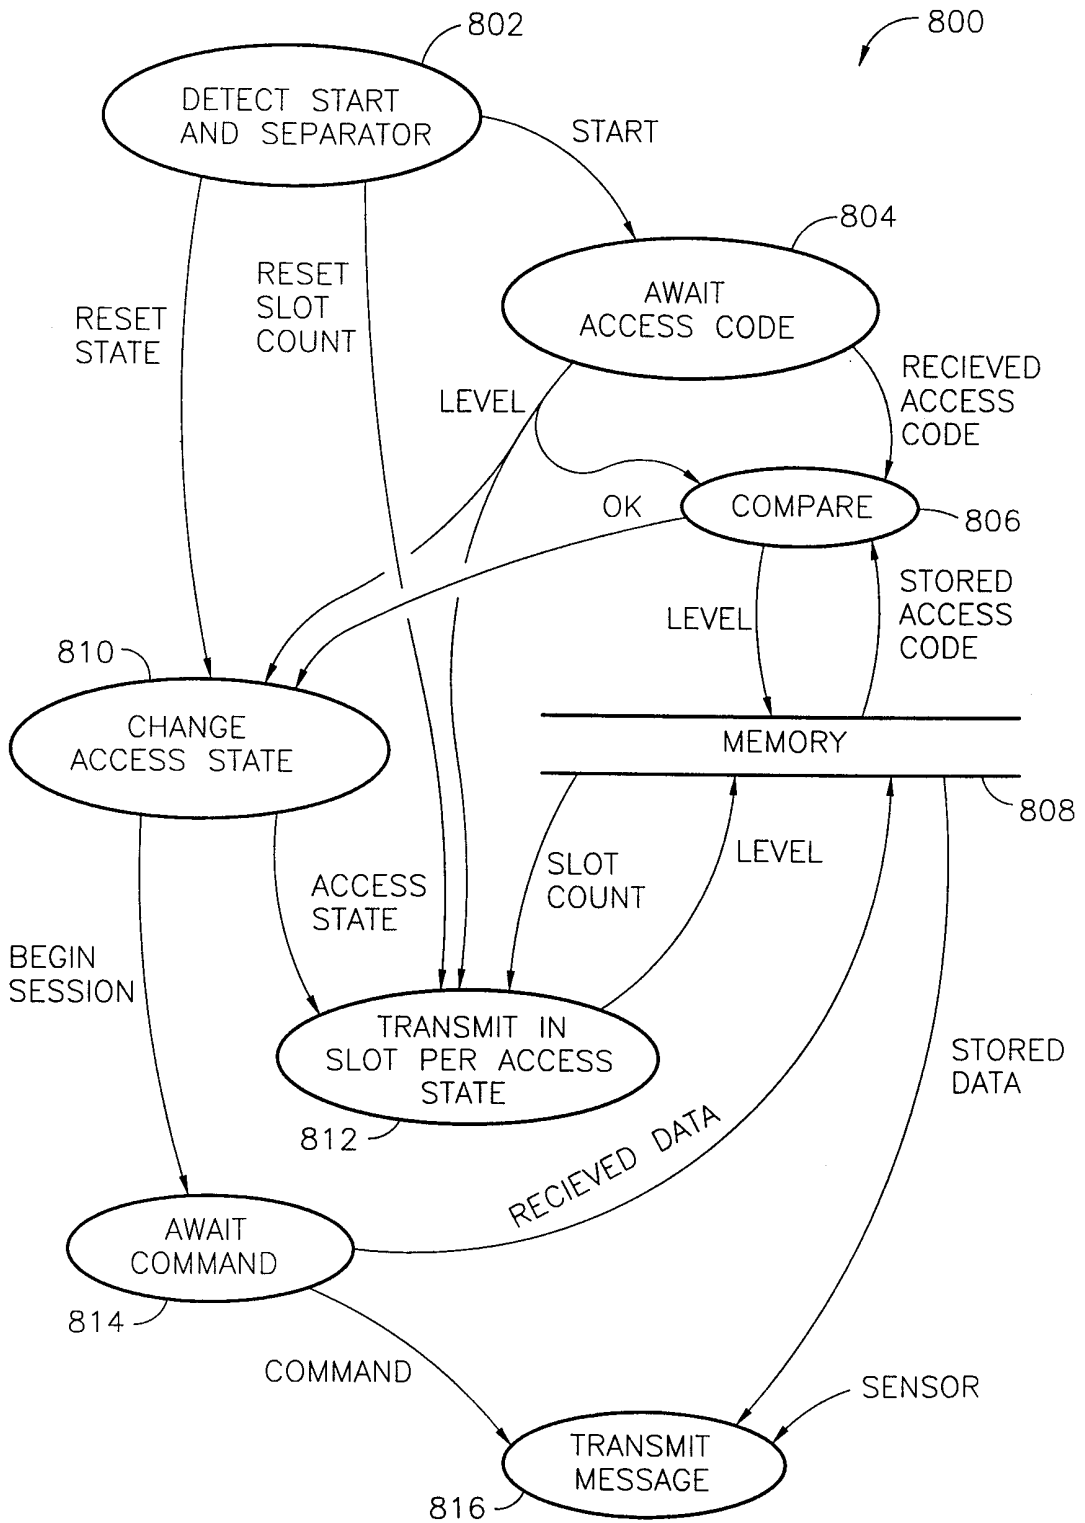 802
800
DETECT START
AND SEPARATOR
START
804
RESET
SLOT
COUNT
AWAIT
ACCESS CODE
RESET
STATE
RECIEVED
ACCESS
CODE
LEVEL
OK
COMPARE
806
STORED
ACCESS
CODE
LEVEL
810
CHANGE
ACCESS STATE
MEMORY
808
LEVEL
SLOT
COUNT
ACCESS
STATE
BEGIN
SESSION
TRANSMIT IN
SLOT PER ACCESS
STATE
STORED
DATA
812
RECIEVED DATA
AWAIT
COMMAND
814
COMMAND
SENSOR
TRANSMIT
MESSAGE
816